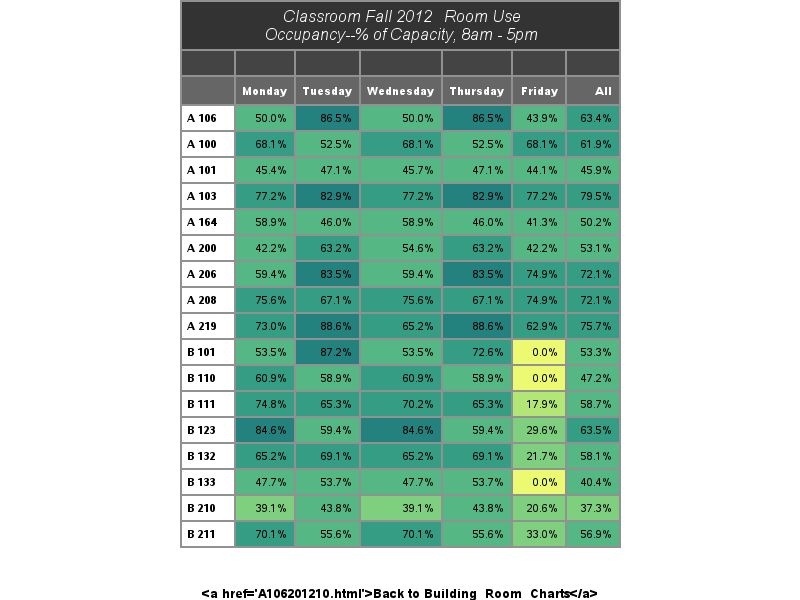 Classroom Fall 2012 Room Use
Occupancy--% of Capacity, 8am - 5pm
Monday Tuesday Wednesday Thursday Friday All
A 106 50.0% 86.5% 50.0% 86.5% 43.9% 63.4%
A 100 68.1% 52.5% 68.1% 52.5% 68.1% 61.9%
A 101 45.4% 47.1% 45.7% 47.1% 44.1% 45.9%
A 103 77.2% 82.9% 77.2% 82.9% 77.2% 79.5%
A 164 58.9% 46.0% 58.9% 46.0% 41.3% 50.2%
A 200 42.2% 63.2% 54.6% 63.2% 42.2% 53.1%
A 206 59.4% 83.5% 59.4% 83.5% 74.9% 72.1%
A 208 75.6% 67.1% 75.6% 67.1% 74.9% 72.1%
A 219 73.0% 88.6% 65.2% 88.6% 62.9% 75.7%
B 101 53.5% 87.2% 53.5% 72.6% 0.0% 53.3%
B 110 60.9% 58.9% 60.9% 58.9% 0.0% 47.2%
B 111 74.8% 65.3% 70.2% 65.3% 17.9% 58.7%
B 123 84.6% 59.4% 84.6% 59.4% 29.6% 63.5%
B 132 65.2% 69.1% 65.2% 69.1% 21.7% 58.1%
B 133 47.7% 53.7% 47.7% 53.7% 0.0% 40.4%
B 210 39.1% 43.8% 39.1% 43.8% 20.6% 37.3%
B 211 70.1% 55.6% 70.1% 55.6% 33.0% 56.9%
<a href='A106201210.html'>Back to Building Room Charts</a>